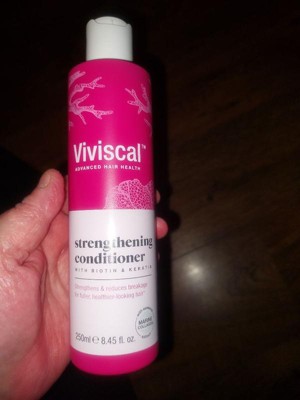 Viviscal™
ADVANCED HAIR HEALTH
strengthening
conditioner
WITH BIOTIN & KERATIN
Strengthens & reduces breakage
for fuller, healthier-looking hair
250ml ℮ 8.45 fl. oz.
MARINE